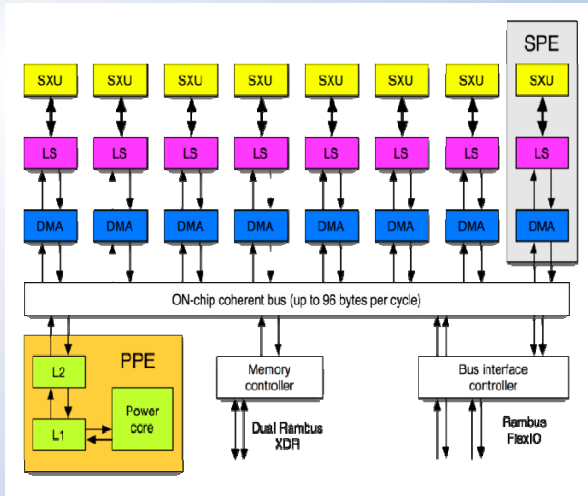 SPE
SXU SXU SXU SXU SXU SXU SXU SXU
LS LS LS LS LS LS LS LS
DMA DMA DMA DMA DMA DMA DMA DMA
ON-chip coherent bus (up to 96 bytes per cycle)
PPE
L2
L1
Power
core
Memory
controller
Dual Rambus
XDR
Bus interface
controller
Rambus
FlexIO